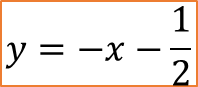 y = −x − 1/2